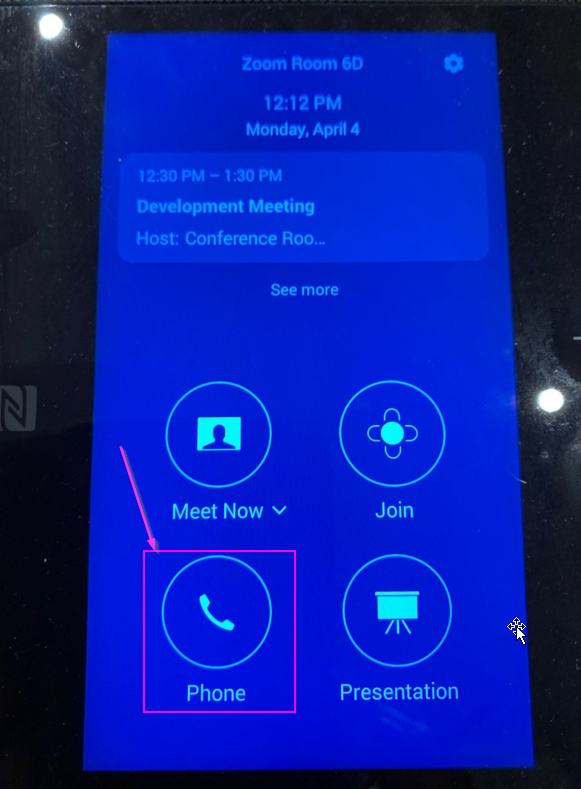 Zoom Room 6D
12:12 PM
Monday, April 4
12:30 PM – 1:30 PM
Development Meeting
Host: Conference Roo...
See more
Meet Now
Join
Phone
Presentation